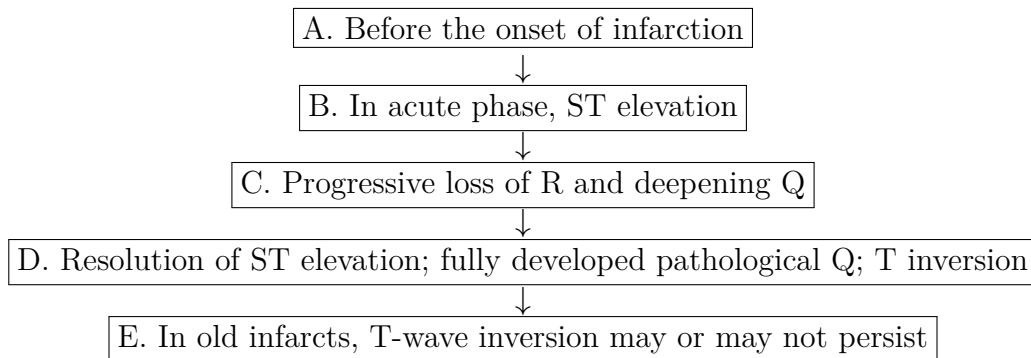 A. Before the onset of infarction
↓
B. In acute phase, ST elevation
↓
C. Progressive loss of R and deepening Q
↓
D. Resolution of ST elevation; fully developed pathological Q; T inversion
↓
E. In old infarcts, T-wave inversion may or may not persist